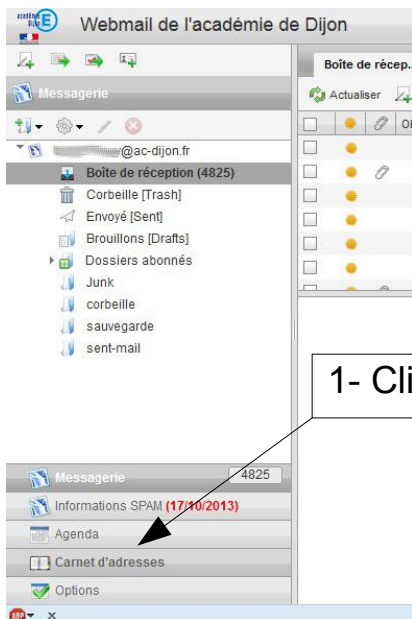 Webmail de l'académie de Dijon
Messagerie
@ac-dijon.fr
Boîte de réception (4825)
Corbeille [Trash]
Envoyé [Sent]
Brouillons [Drafts]
Dossiers abonnés
Junk
corbeille
sauvegarde
sent-mail
Messagerie 4825
Informations SPAM (17/10/2013)
Agenda
Carnet d'adresses
Options
ABP
x
Boîte de récep..
Actualiser
1- Cli